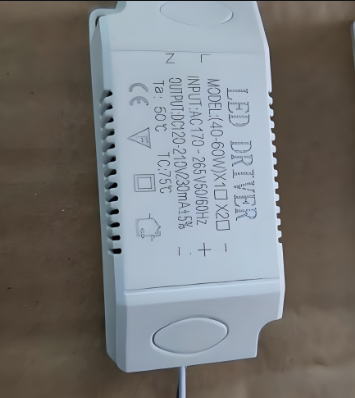 L N
LED DRIVER
MODEL:(40-60W)X1□ X2□
INPUT:AC170-265V50/60Hz
OUTPUT:DC120-210V230mA±5%
Ta: 50℃ TC:75℃
CE F
- + -